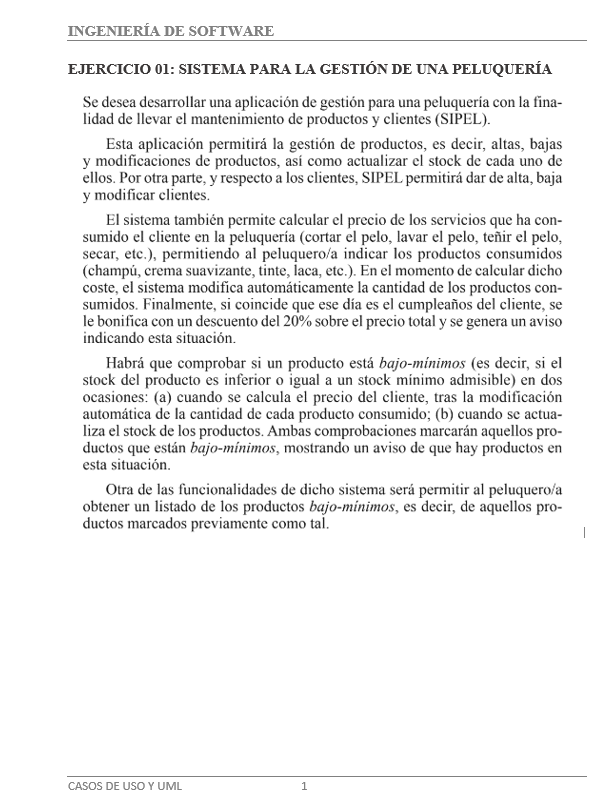 INGENIERÍA DE SOFTWARE
EJERCICIO 01: SISTEMA PARA LA GESTIÓN DE UNA PELUQUERÍA
Se desea desarrollar una aplicación de gestión para una peluquería con la fina-
lidad de llevar el mantenimiento de productos y clientes (SIPEL).
Esta aplicación permitirá la gestión de productos, es decir, altas, bajas
y modificaciones de productos, así como actualizar el stock de cada uno de
ellos. Por otra parte, y respecto a los clientes, SIPEL permitirá dar de alta, baja
y modificar clientes.
El sistema también permite calcular el precio de los servicios que ha con-
sumido el cliente en la peluquería (cortar el pelo, lavar el pelo, teñir el pelo,
secar, etc.), permitiendo al peluquero/a indicar los productos consumidos
(champú, crema suavizante, tinte, laca, etc.). En el momento de calcular dicho
coste, el sistema modifica automáticamente la cantidad de los productos con-
sumidos. Finalmente, si coincide que ese día es el cumpleaños del cliente, se
le bonifica con un descuento del 20% sobre el precio total y se genera un aviso
indicando esta situación.
Habrá que comprobar si un producto está bajo-mínimos (es decir, si el
stock del producto es inferior o igual a un stock mínimo admisible) en dos
ocasiones: (a) cuando se calcula el precio del cliente, tras la modificación
automática de la cantidad de cada producto consumido; (b) cuando se actua-
liza el stock de los productos. Ambas comprobaciones marcarán aquellos pro-
ductos que están bajo-mínimos, mostrando un aviso de que hay productos en
esta situación.
Otra de las funcionalidades de dicho sistema será permitir al peluquero/a
obtener un listado de los productos bajo-mínimos, es decir, de aquellos pro-
ductos marcados previamente como tal.
CASOS DE USO Y UML 1